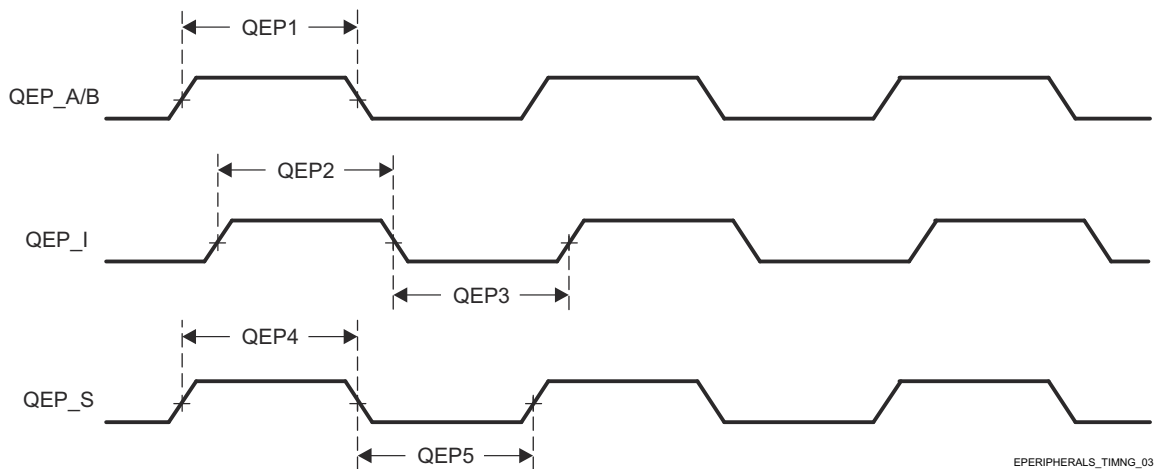 QEP1
QEP_A/B
QEP2
QEP_I
QEP3
QEP4
QEP_S
QEP5
EPERIPHERALS_TIMNG_03